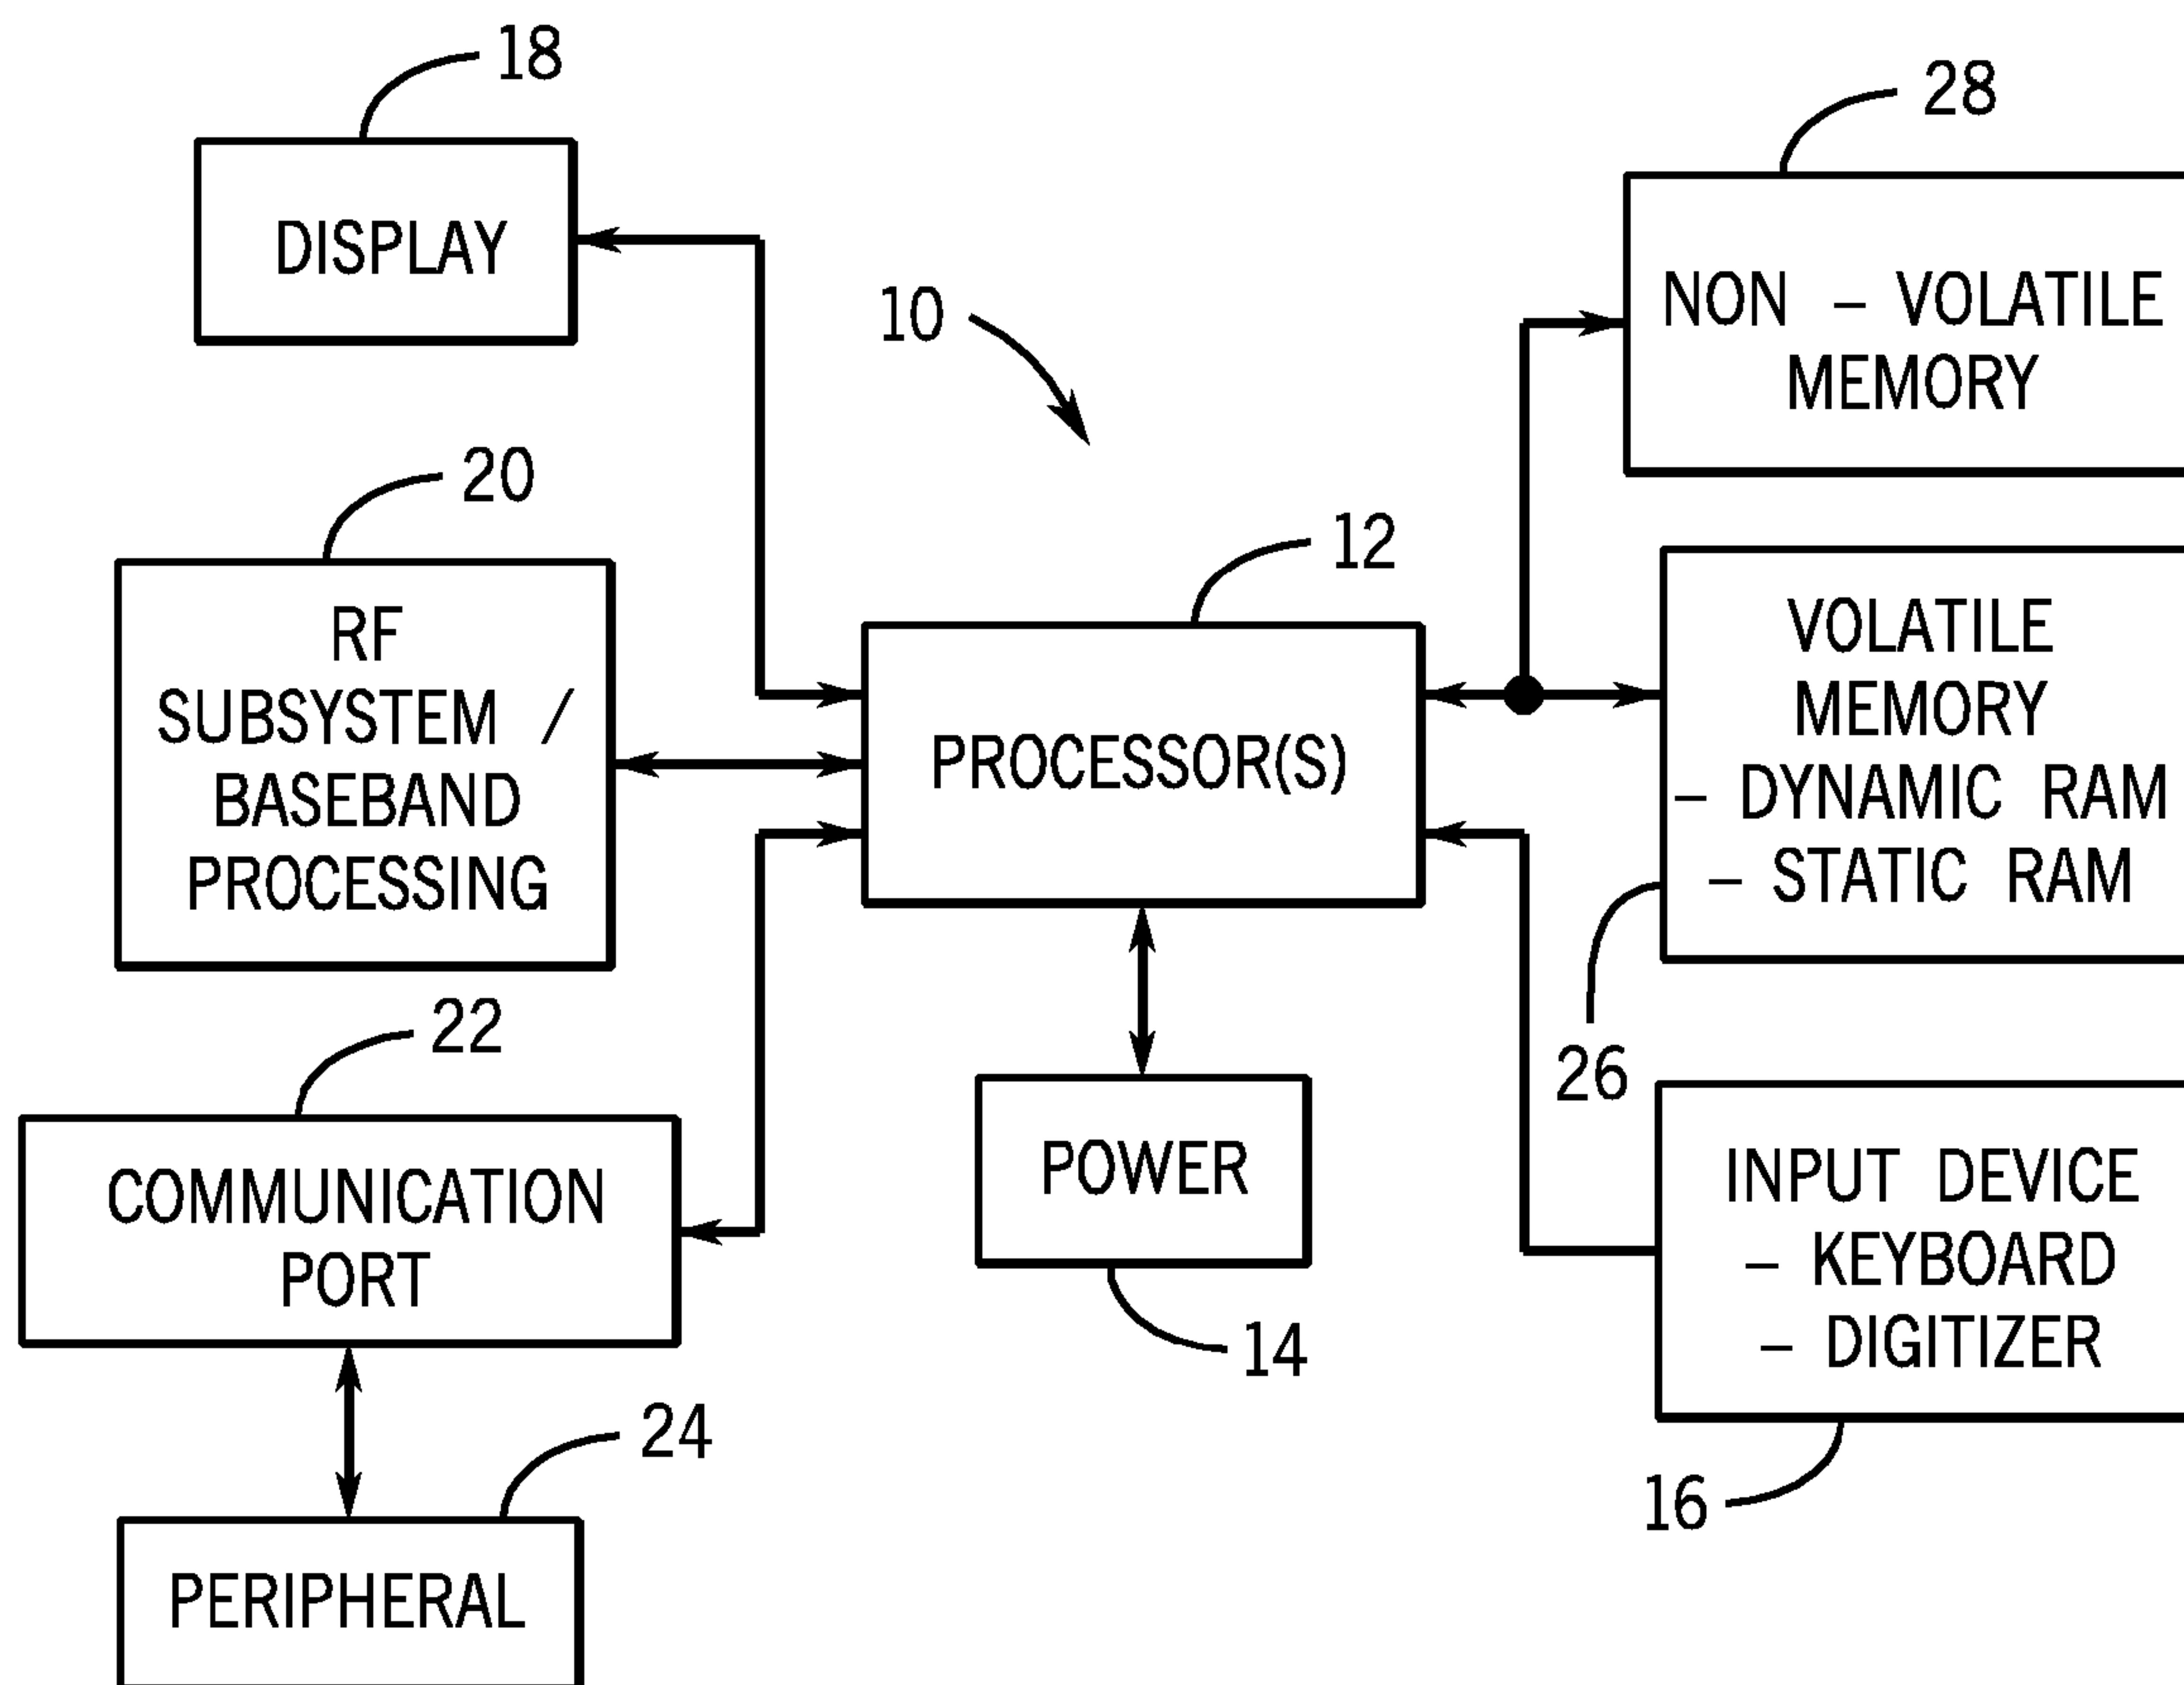 18
DISPLAY
10
28
NON – VOLATILE
MEMORY
20
RF
SUBSYSTEM /
BASEBAND
PROCESSING
12
PROCESSOR(S)
VOLATILE
MEMORY
– DYNAMIC RAM
– STATIC RAM
26
22
COMMUNICATION
PORT
POWER
14
INPUT DEVICE
– KEYBOARD
– DIGITIZER
16
24
PERIPHERAL